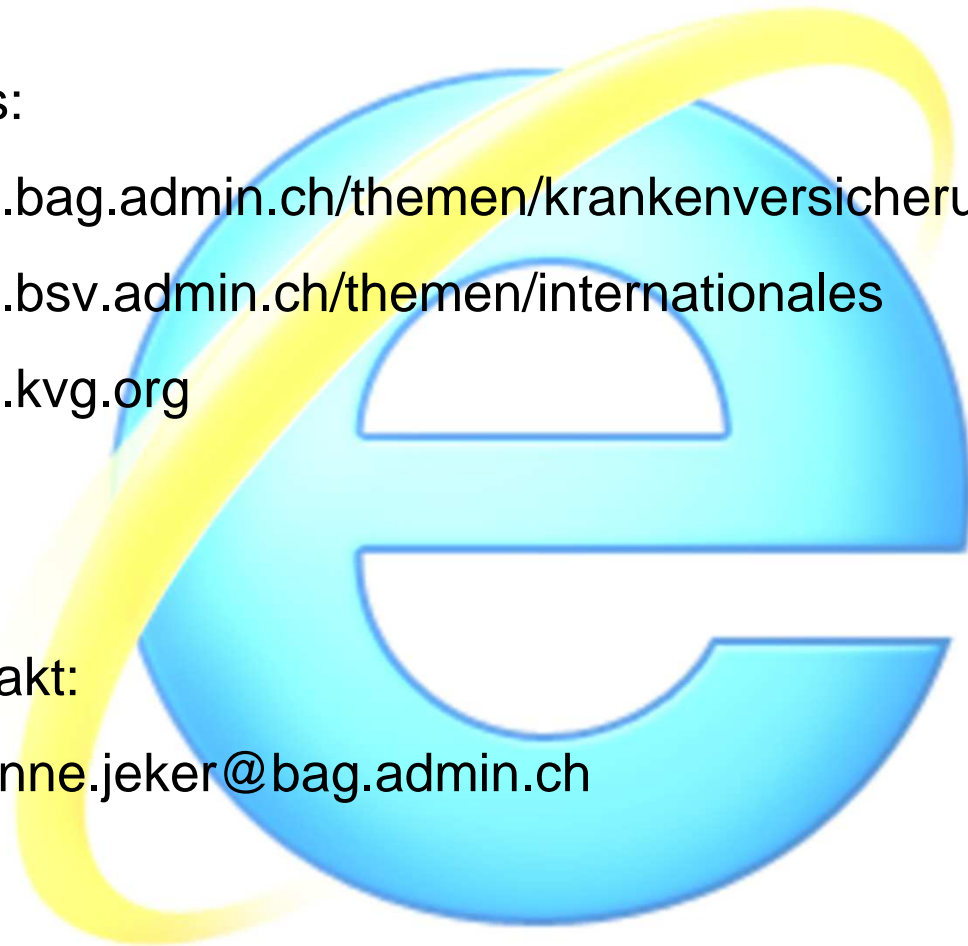 s:
.bag.admin.ch/themen/krankenversicheru
.bsv.admin.ch/themen/internationales
.kvg.org
akt:
nne.jeker@bag.admin.ch